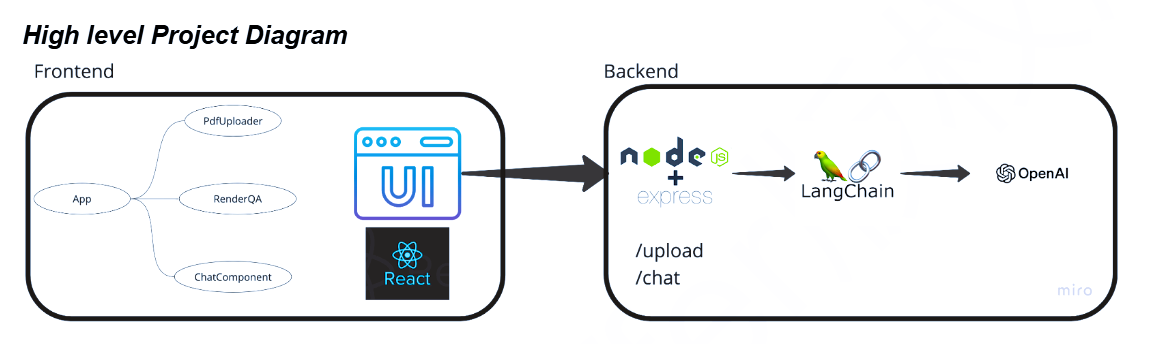 High level Project Diagram
Frontend
Backend
PdfUploader
App
RenderQA
ChatComponent
UI
React
node
JS
+
express
LangChain
OpenAI
/upload
/chat
miro